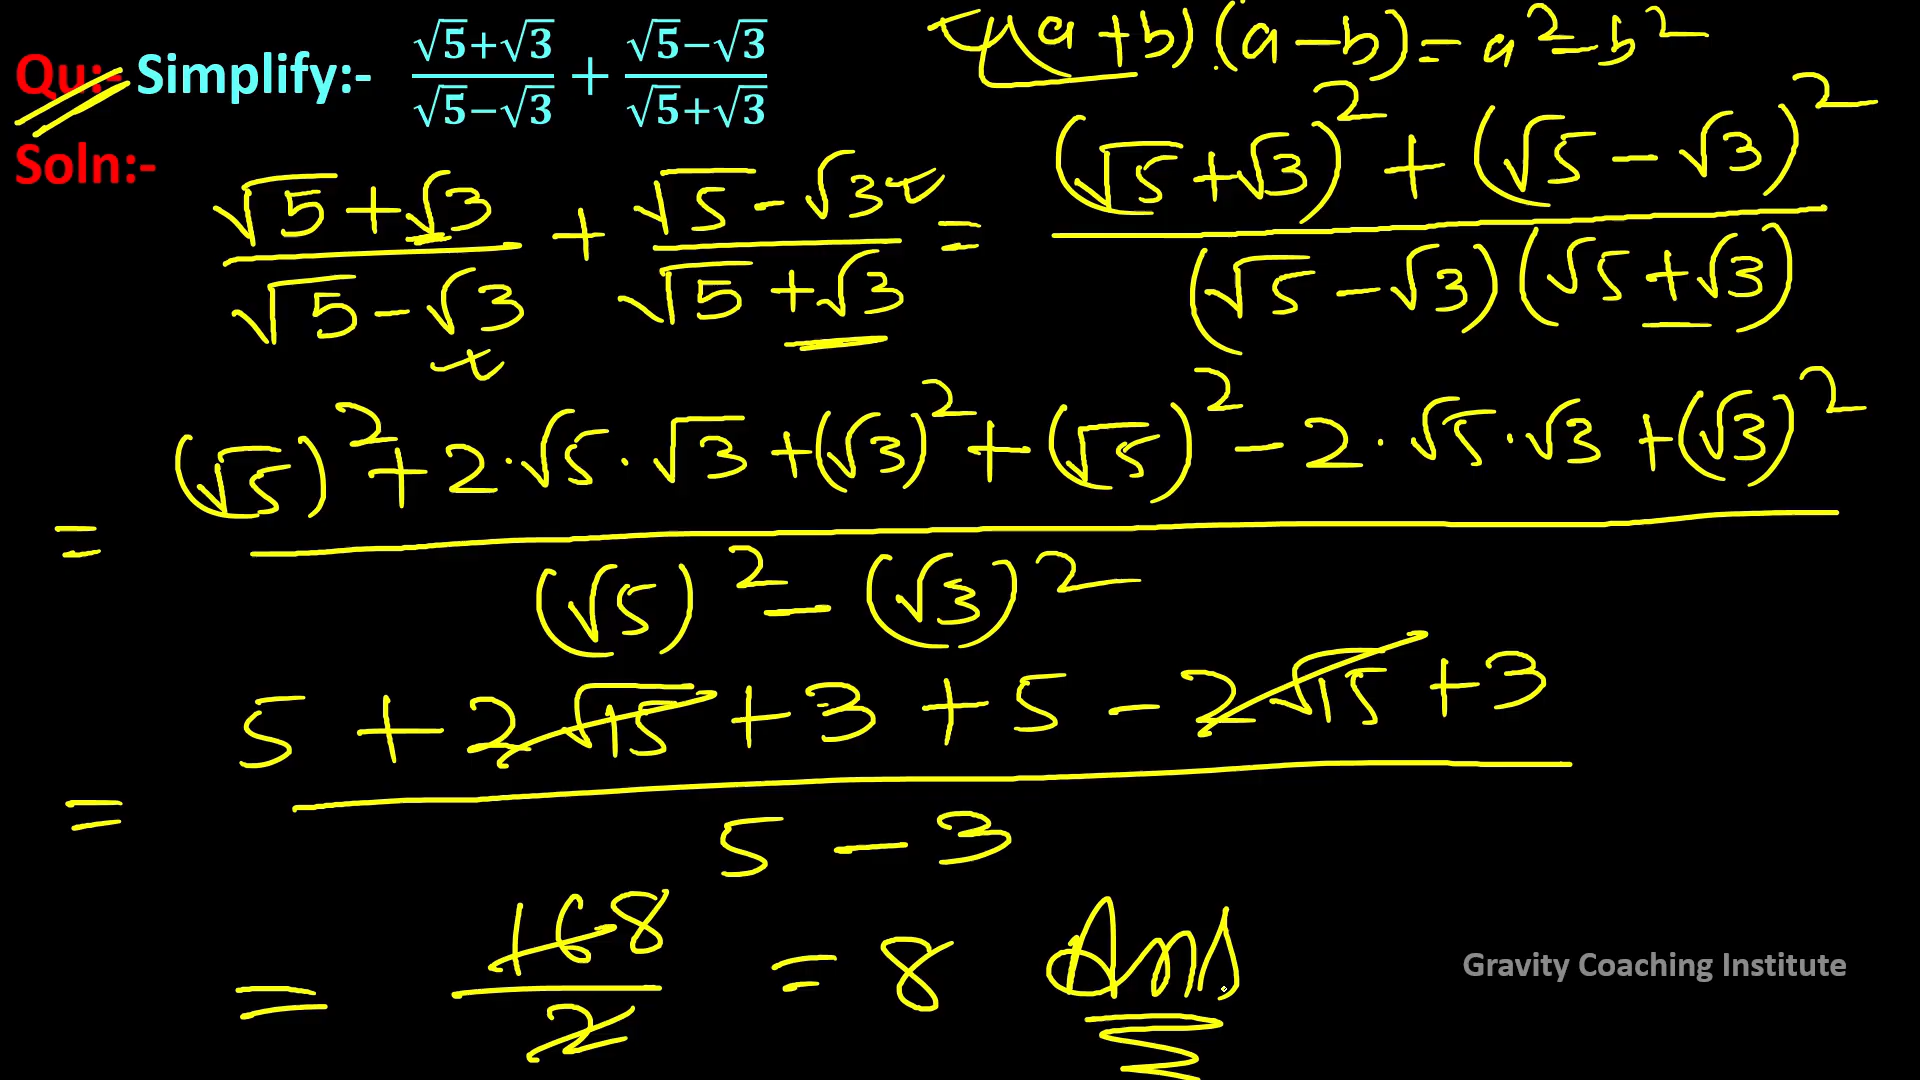 Qu:- Simplify:- (√5+√3)/(√5−√3) + (√5−√3)/(√5+√3)
(a+b).(a−b)=a²−b²
Soln:-
(√5+√3)/(√5−√3) + (√5−√3)/(√5+√3) = ((√5+√3)²+(√5−√3)²)/((√5−√3)(√5+√3))
= ((√5)²+2·√5·√3+(√3)²+(√5)²−2·√5·√3+(√3)²)/((√5)²−(√3)²)
= (5+2√15+3+5−2√15+3)/(5−3)
= 16 8/2 = 8 Ans
Gravity Coaching Institute